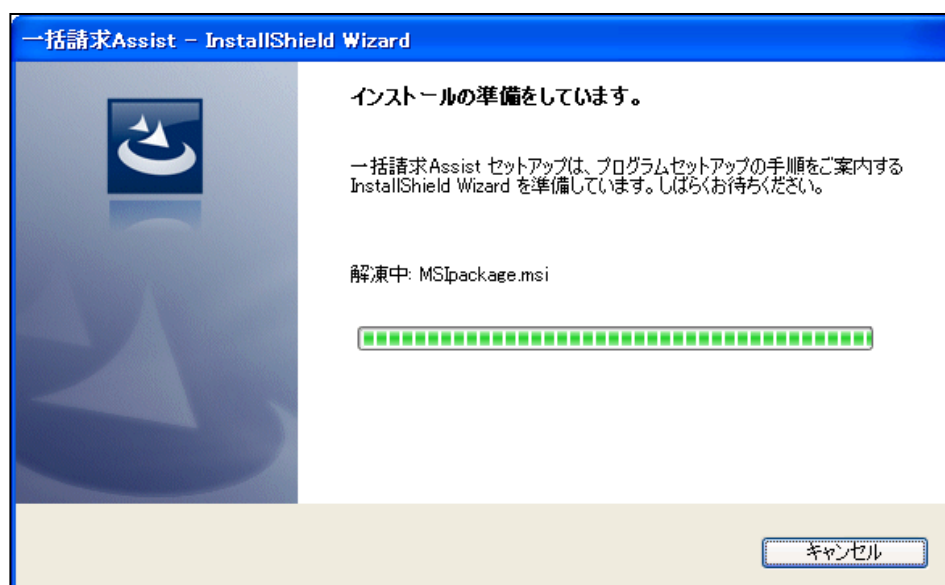 一括請求Assist - InstallShield Wizard
インストールの準備をしています。
一括請求Assist セットアップは、プログラムセットアップの手順をご案内する
InstallShield Wizard を準備しています。しばらくお待ちください。
解凍中: MSIpackage.msi
キャンセル